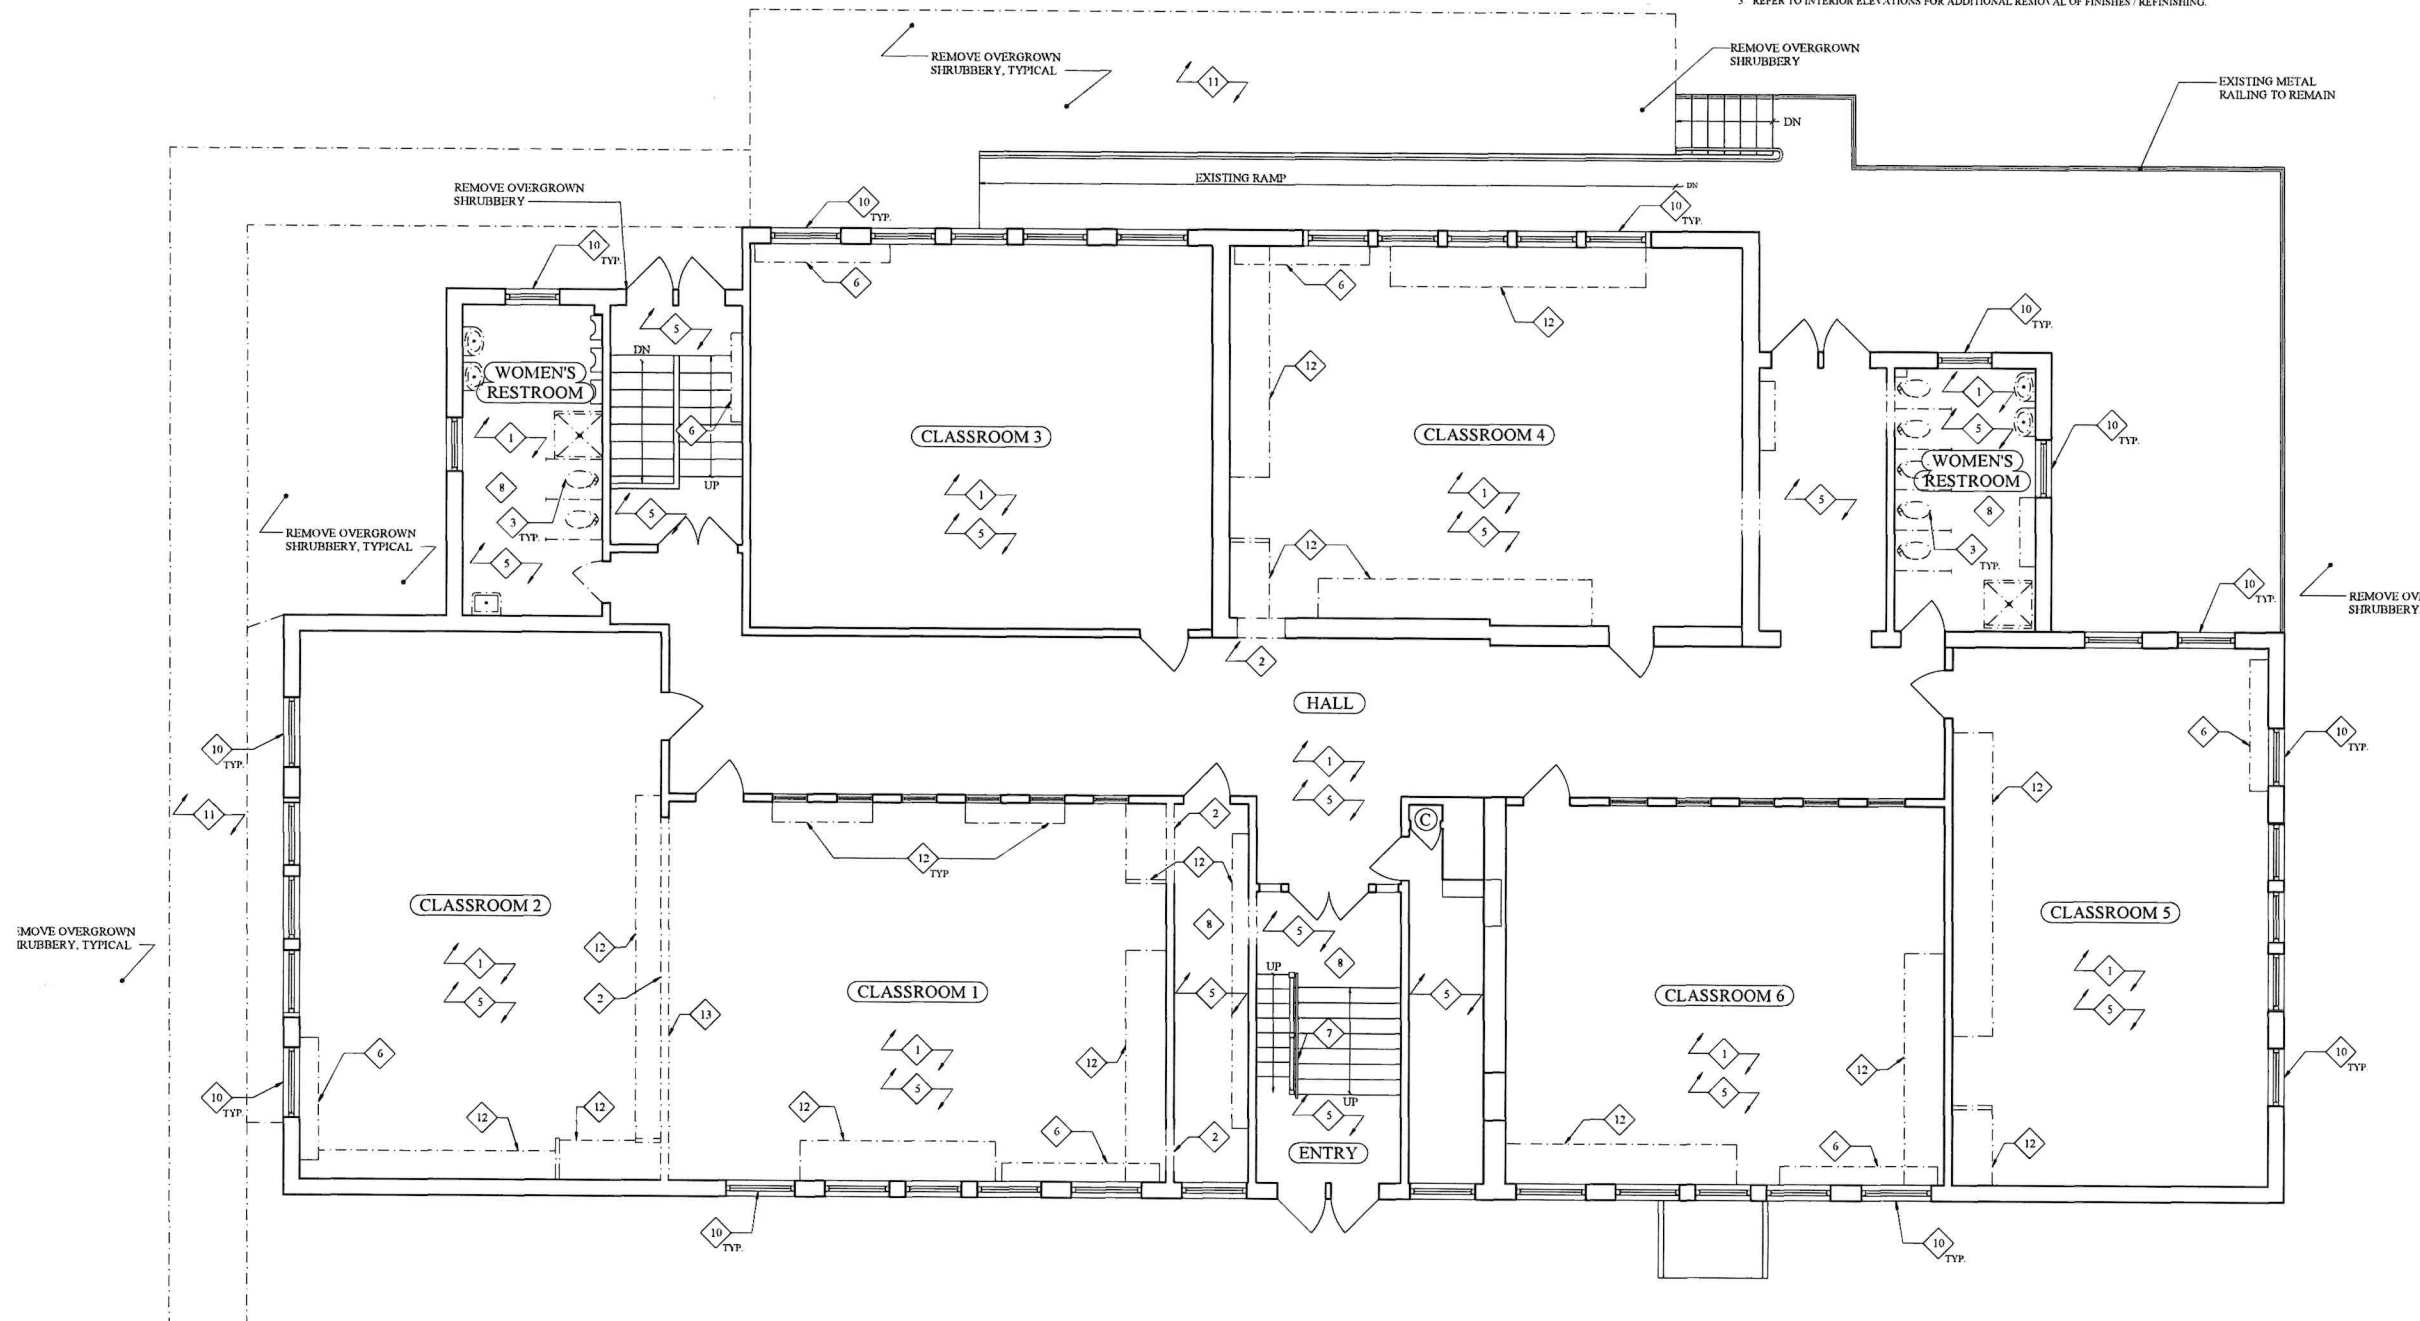 3. REFER TO INTERIOR ELEVATIONS FOR ADDITIONAL REMOVAL OF FINISHES / REFINISHING.
REMOVE OVERGROWN
SHRUBBERY, TYPICAL
11
REMOVE OVERGROWN
SHRUBBERY
EXISTING METAL
RAILING TO REMAIN
DN
EXISTING RAMP
DN
REMOVE OVERGROWN
SHRUBBERY
10
TYP.
10
TYP.
10
TYP.
6
6
5
12
10
TYP.
DN
WOMEN'S
RESTROOM
12
1
6
1
CLASSROOM 3
CLASSROOM 4
5
10
TYP.
WOMEN'S
RESTROOM
8
UP
1
1
5
8
3
TYP.
5
5
5
REMOVE OVERGROWN
SHRUBBERY, TYPICAL
12
3
TYP.
5
10
TYP.
REMOVE
SHRUBBERY
2
HALL
10
TYP.
6
10
TYP.
1
12
5
11
2
C
12
TYP
12
CLASSROOM 2
CLASSROOM 5
8
5
REMOVE OVERGROWN
SHRUBBERY, TYPICAL
12
1
8
UP
1
2
CLASSROOM 1
5
5
CLASSROOM 6
5
5
13
7
6
1
12
1
12
10
TYP.
5
5
10
TYP.
UP
12
12
12
5
12
6
2
ENTRY
6
12
10
TYP.
10
TYP.